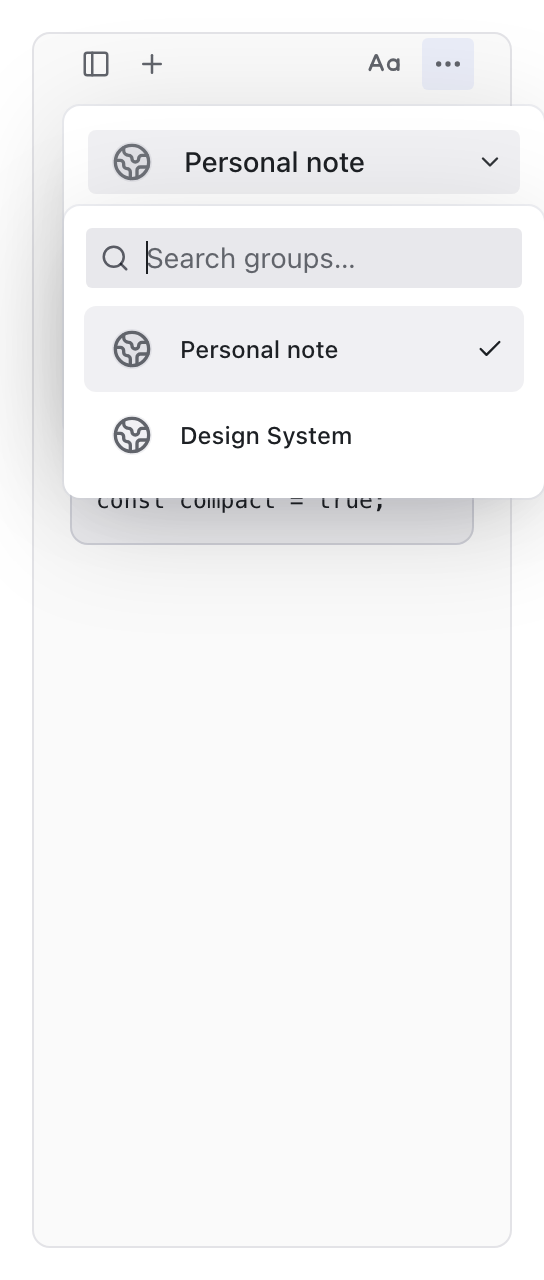 Aa
Personal note
Search groups...
Personal note
Design System
const compact = true;